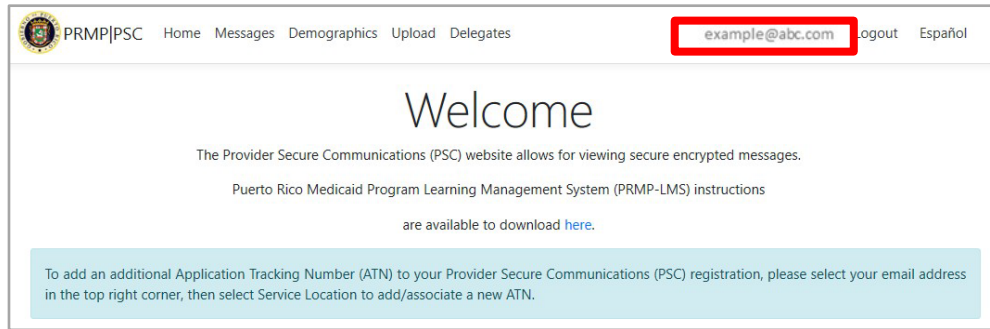 PRMP|PSC Home Messages Demographics Upload Delegates example@abc.com Logout Español
Welcome
The Provider Secure Communications (PSC) website allows for viewing secure encrypted messages.
Puerto Rico Medicaid Program Learning Management System (PRMP-LMS) instructions
are available to download here.
To add an additional Application Tracking Number (ATN) to your Provider Secure Communications (PSC) registration, please select your email address
in the top right corner, then select Service Location to add/associate a new ATN.